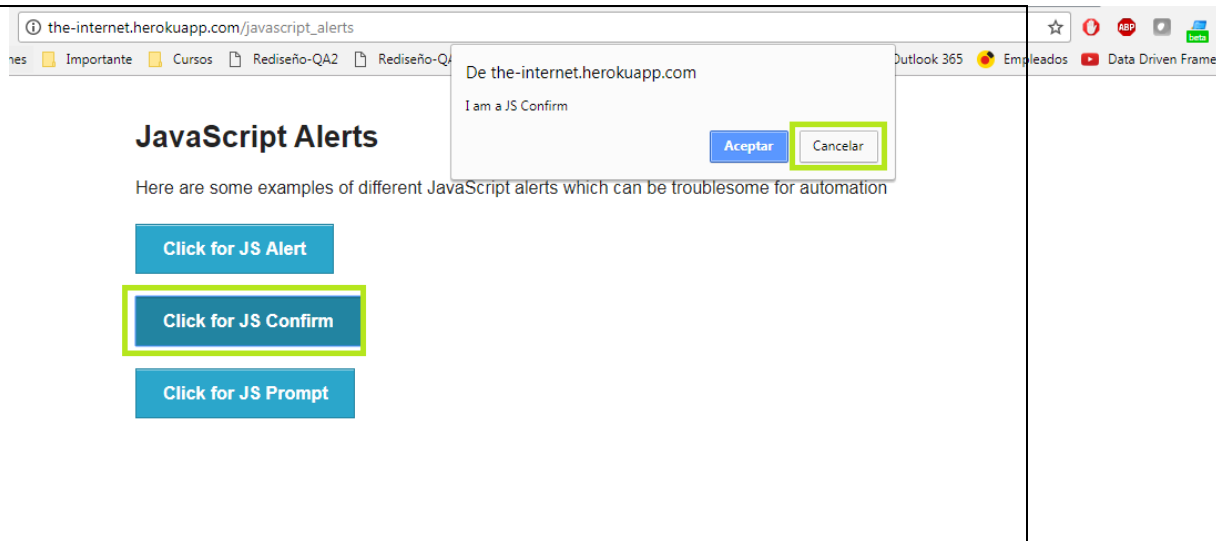 the-internet.herokuapp.com/javascript_alerts
ABP
beta
nes Importante Cursos Rediseño-QA2 Rediseño-QA Outlook 365 Empleados Data Driven Frame
De the-internet.herokuapp.com
I am a JS Confirm
Aceptar Cancelar
JavaScript Alerts
Here are some examples of different JavaScript alerts which can be troublesome for automation
Click for JS Alert
Click for JS Confirm
Click for JS Prompt